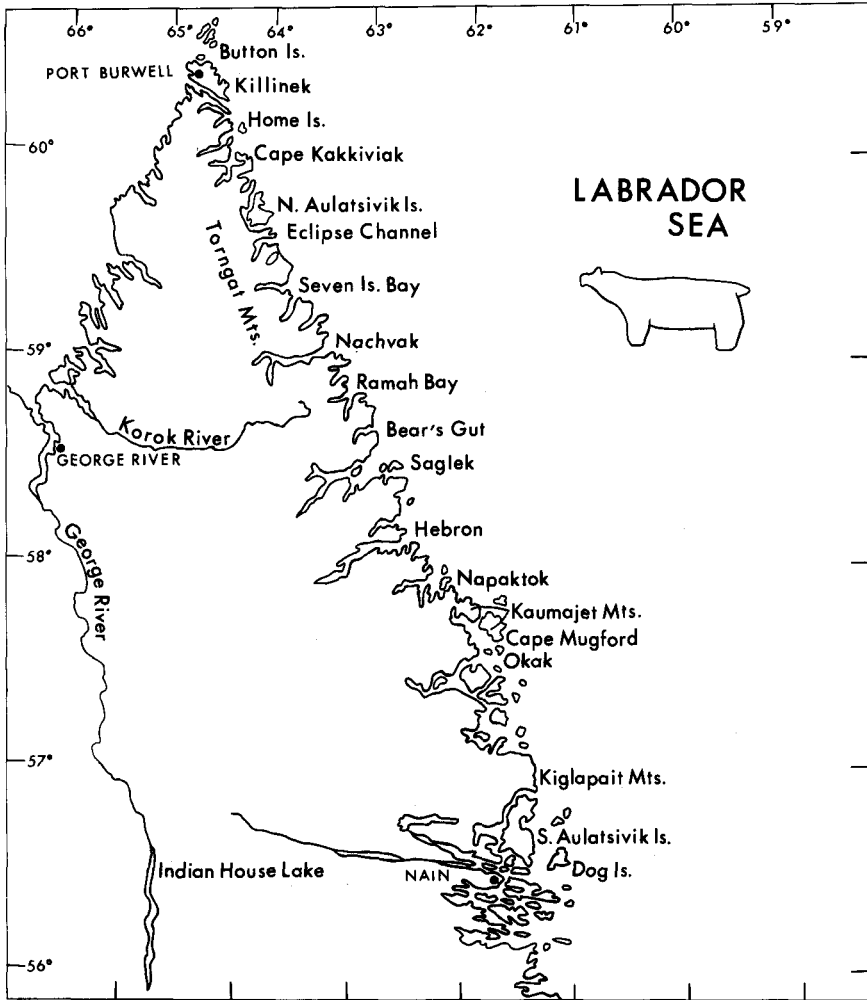 66° 65° 64° 63° 62° 61° 60° 59°
Button Is.
PORT BURWELL
Killinek
Home Is.
60°
Cape Kakkiviak
LABRADOR
SEA
N. Aulatsivik Is.
Eclipse Channel
Torngat Mts.
Seven Is. Bay
59°
Nachvak
Ramah Bay
Korok River
Bear's Gut
GEORGE RIVER
Saglek
George River
Hebron
58°
Napaktok
Kaumajet Mts.
Cape Mugford
Okak
57°
Kiglapait Mts.
S. Aulatsivik Is.
Indian House Lake
NAIN
Dog Is.
56°